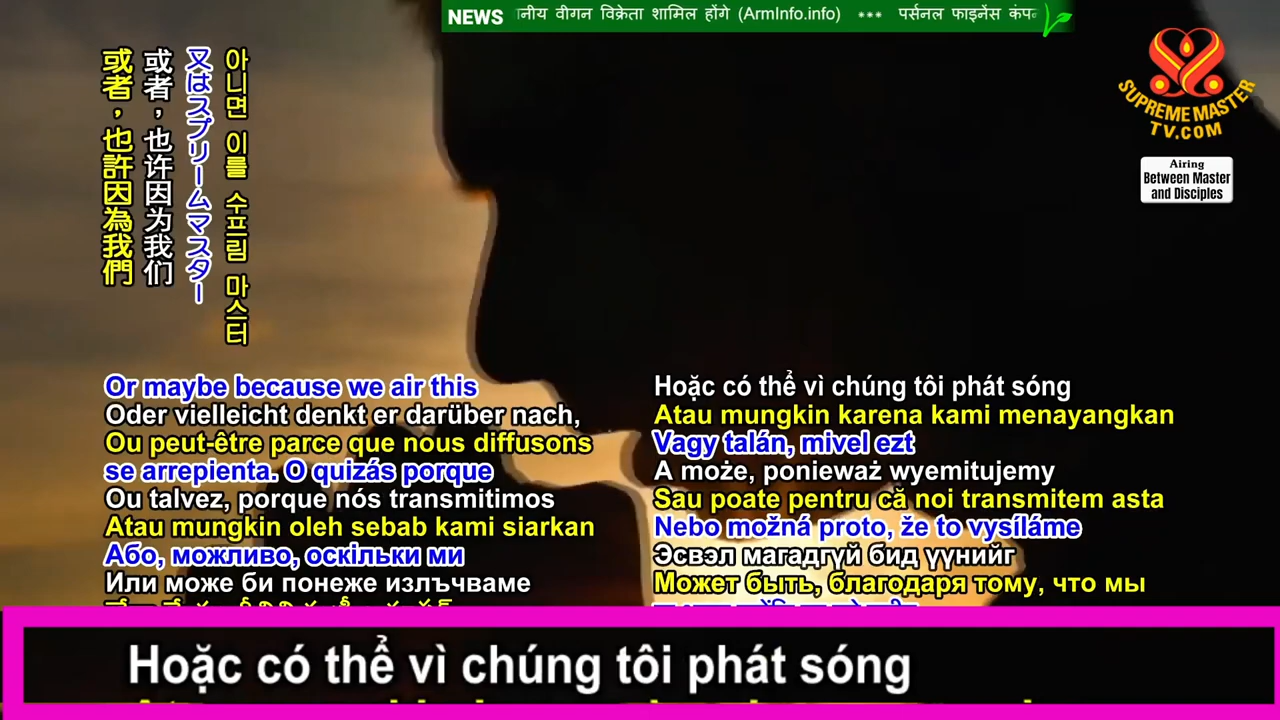 NEWS
नीय वीगन विक्रेता शामिल होंगे (ArmInfo.info) *** पर्सनल फाइनेंस
SUPREME MASTER
TV.COM
Airing
Between Master
and Disciples
或者，也許因為我們
或者，也许因为我们
又はスプリームマスター
아니면 이를 수프림 마스터
Or maybe because we air this
Oder vielleicht denkt er darüber nach,
Ou peut-être parce que nous diffusons
se arrepienta. O quizás porque
Ou talvez, porque nós transmitimos
Atau mungkin oleh sebab kami siarkan
Або, можливо, оскільки ми
Или може би понеже излъчваме
Hoặc có thể vì chúng tôi phát sóng
Atau mungkin karena kami menayangkan
Vagy talán, mivel ezt
A może, ponieważ wyemitujemy
Sau poate pentru că noi transmitem asta
Nebo možná proto, že to vysíláme
Эсвэл магадгүй бид үүнийг
Может быть, благодаря тому, что мы
Hoặc có thể vì chúng tôi phát sóng